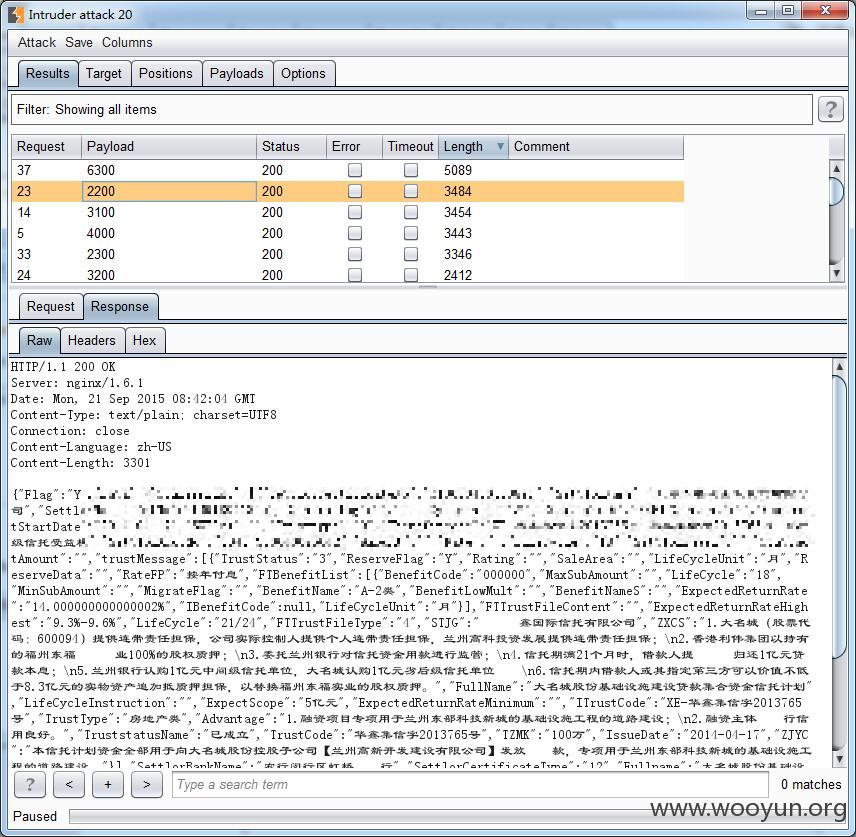 Intruder attack 20
Attack Save Columns
Results Target Positions Payloads Options
Filter: Showing all items ?
Request Payload Status Error Timeout Length Comment
37 6300 200 5089
23 2200 200 3484
14 3100 200 3454
5 4000 200 3443
33 2300 200 3346
24 3200 200 2412
Request Response
Raw Headers Hex
HTTP/1.1 200 OK
Server: nginx/1.6.1
Date: Mon, 21 Sep 2015 08:42:04 GMT
Content-Type: text/plain; charset=UTF8
Connection: close
Content-Language: zh-US
Content-Length: 3301
{"Flag":"Y
司","Settl
tStartDate"
级信托受益权
tAmount":"","trustMessage":[{"TrustStatus":"3","ReserveFlag":"Y","Rating":"","SaleArea":"","LifeCycleUnit":"月","R
eserveData":"","RateFP":"按年付息","FTBenefitList":[{"BenefitCode":"000000","MaxSubAmount":"","LifeCycle":"18",
"MinSubAmount":"","MigrateFlag":"","BenefitName":"A-2类","BenefitLowMult":"","BenefitNameS":"","ExpectedReturnRate
":"14.000000000000002%","IBenefitCode":null,"LifeCycleUnit":"月"}],"FTTrustFileContent":"","ExpectedReturnRateHigh
est":"9.3%-9.6%","LifeCycle":"21/24","FTTrustFileType":"4","STJG":" 鑫国际信托有限公司","ZXCS":"1.大名城（股票代
码：600094）提供连带责任担保，公司实际控制人提供个人连带责任担保，兰州高科技发展提供连带责任担保；\n2.香港利伟集团以持有
的福州东福 业100%的股权质押；\n3.委托兰州银行对信托资金用款进行监管；\n4.信托期满21个月时，借款人提 归还1亿元贷
款本息；\n5.兰州银行认购1亿元中间级信托单位，大名城认购1亿元劣后级信托单位 \n6.信托期内借款人或其指定第三方可以价值不低
于8.3亿元的实物资产追加抵质押担保，以替换福州东福实业的股权质押。","FullName":"大名城股份基础设施建设贷款集合资金信托计划"
,"LifeCycleInstruction":"","ExpectScope":"5亿元","ExpectedReturnRateMinimum":"","ITrustCode":"XE-华鑫集信字2013765
号","TrustType":"房地产类","Advantage":"1.融资项目专项用于兰州东部科技新城的基础设施工程的道路建设；\n2.融资主体 行信
用良好。","TruststatusName":"已成立","TrustCode":"华鑫集信字2013765号","TZMK":"100万","IssueDate":"2014-04-17","ZJYC
":"本信托计划资金全部用于向大名城股份控股子公司【兰州高新开发建设有限公司】发放 款，专项用于兰州东部科技新城的基础设施工
程的道路建设。"}],"SettlorBankName":"农行闵行区虹桥 行","SettlorCertificateType":"12","Fullname":"大名城股份基础设
? < + > Type a search term 0 matches
Paused
www.wooyun.org